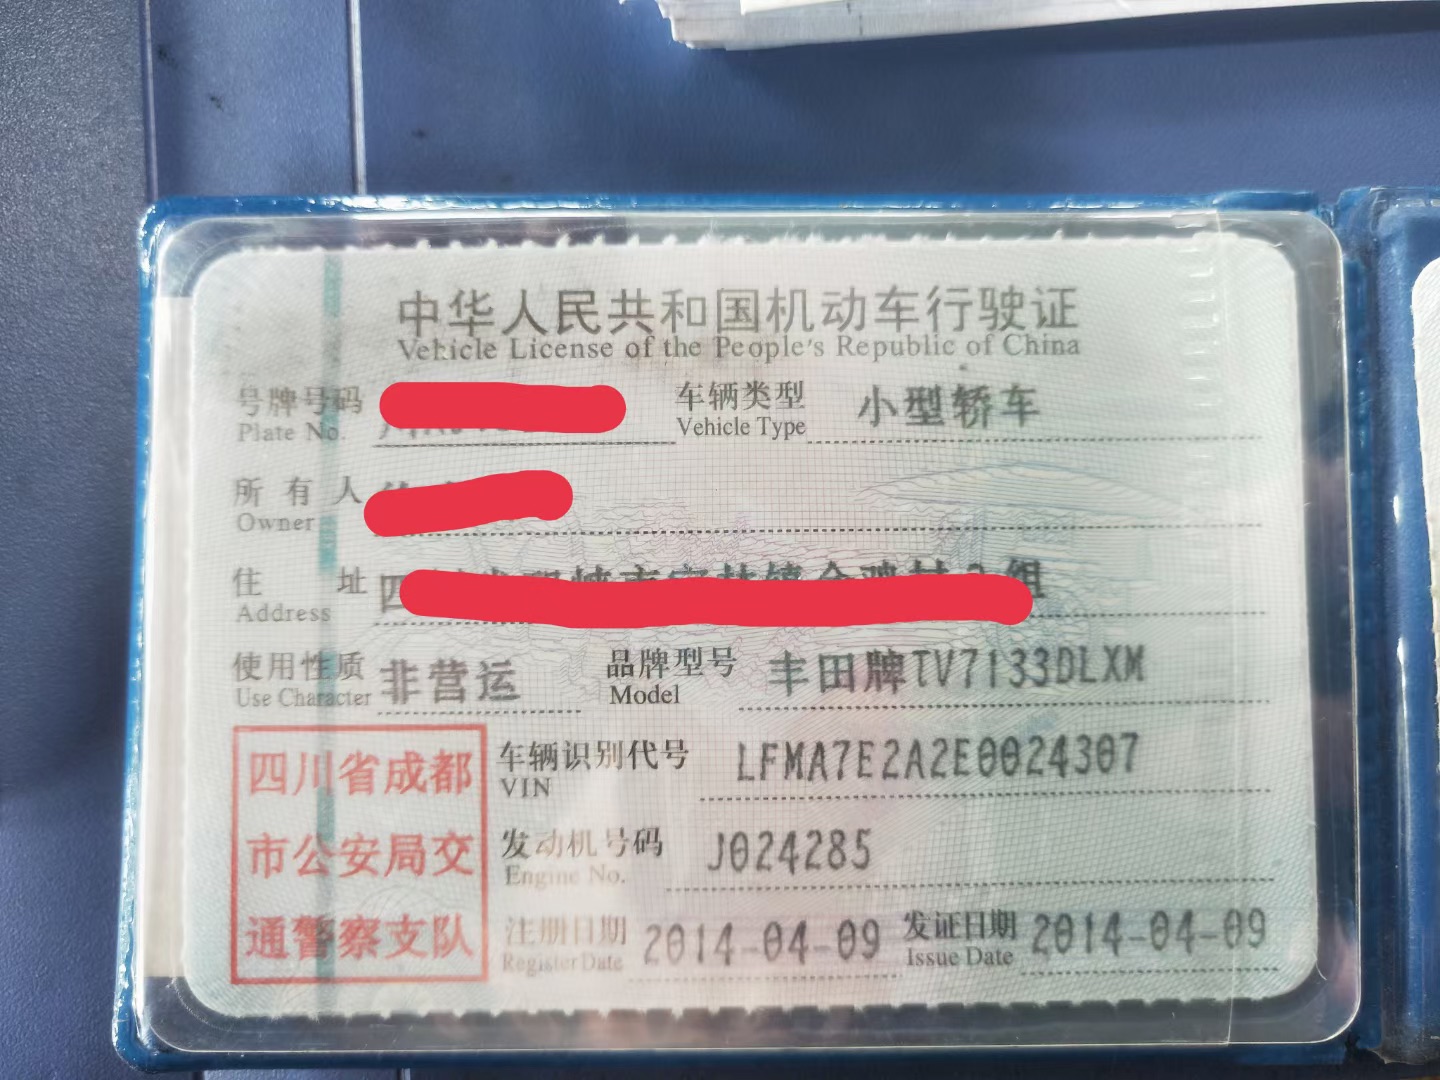 中华人民共和国机动车行驶证
Vehicle License of the People's Republic of China
号牌号码 车辆类型 小型轿车
Plate No. Vehicle Type
所有人
Owner
住址 四 组
Address
使用性质 非营运 品牌型号 丰田牌TV7133DLXM
Use Character Model
四川省成都 车辆识别代号 LFMA7E2A2E0024307
VIN
市公安局交 发动机号码 J024285
Engine No.
通警察支队 注册日期 2014-04-09 发证日期 2014-04-09
Register Date Issue Date